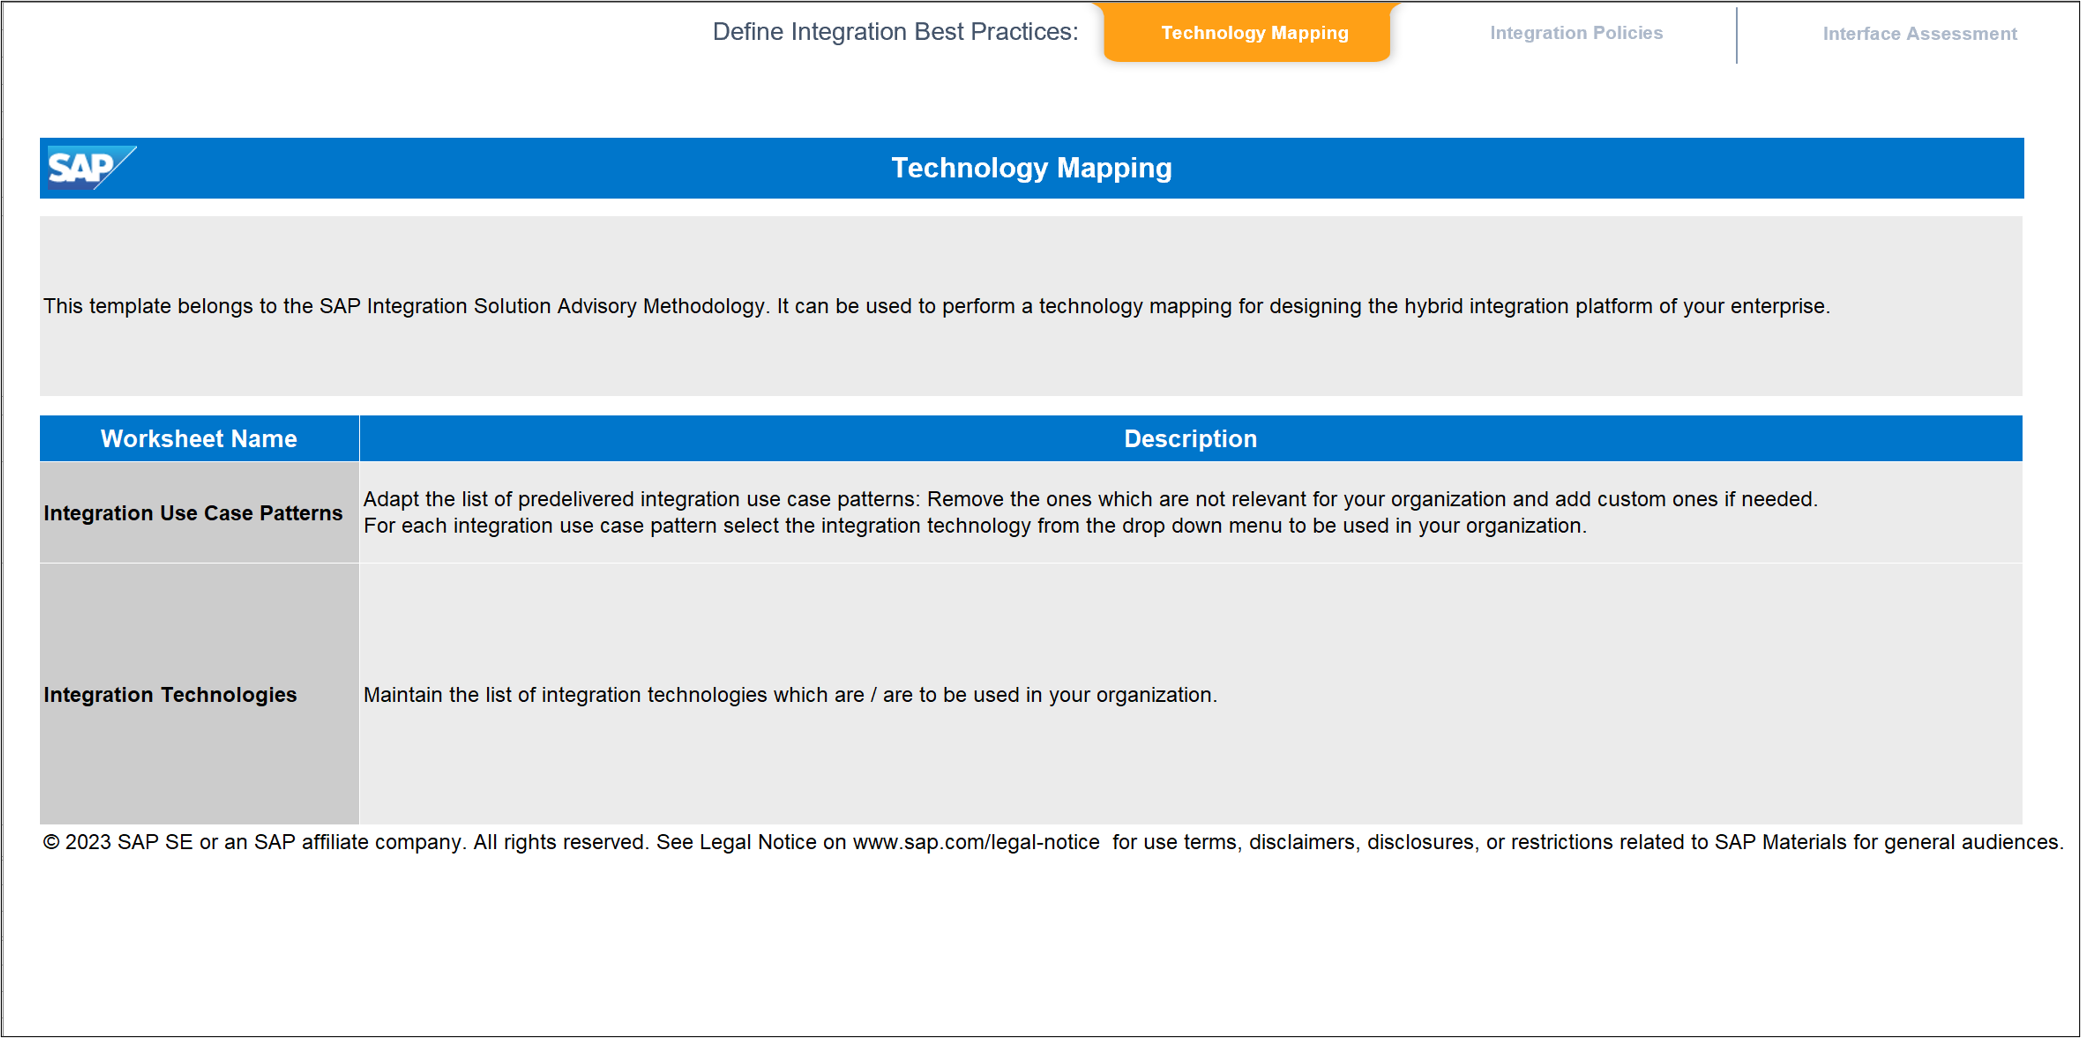 Define Integration Best Practices:
Technology Mapping
Integration Policies
Interface Assessment
SAP
Technology Mapping
This template belongs to the SAP Integration Solution Advisory Methodology. It can be used to perform a technology mapping for designing the hybrid integration platform of your enterprise.
Worksheet Name
Description
Integration Use Case Patterns
Adapt the list of predelivered integration use case patterns: Remove the ones which are not relevant for your organization and add custom ones if needed.
For each integration use case pattern select the integration technology from the drop down menu to be used in your organization.
Integration Technologies
Maintain the list of integration technologies which are / are to be used in your organization.
© 2023 SAP SE or an SAP affiliate company. All rights reserved. See Legal Notice on www.sap.com/legal-notice  for use terms, disclaimers, disclosures, or restrictions related to SAP Materials for general audiences.